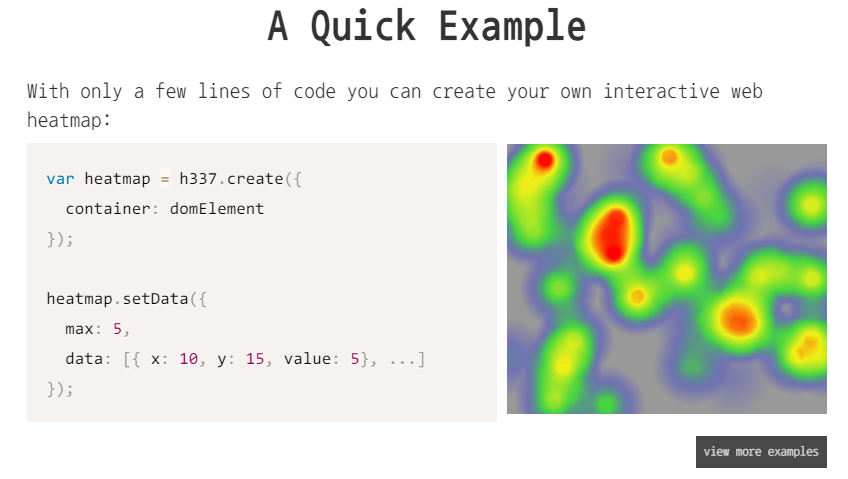 A Quick Example
With only a few lines of code you can create your own interactive web
heatmap:
var heatmap = h337.create({
  container: domElement
});
heatmap.setData({
  max: 5,
  data: [{ x: 10, y: 15, value: 5}, ...]
});
view more examples